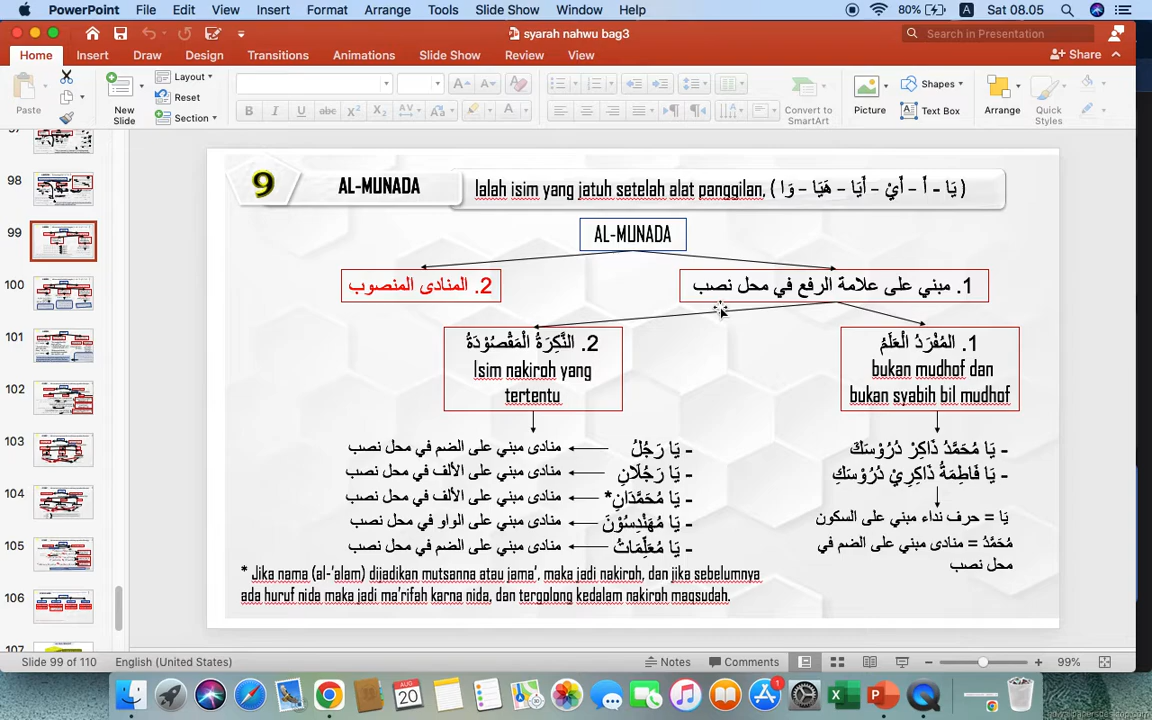 PowerPoint File Edit View Insert Format Arrange Tools Slide Show Window Help 80% A Sat 08.05
syarah nahwu bag3
Search in Presentation
Home Insert Draw Design Transitions Animations Slide Show Review View Share
Paste
New Slide
Layout
Reset
Section
Convert to SmartArt
Picture
Shapes
Text Box
Arrange
Quick Styles
98
99
100
101
102
103
104
105
106
107
9 AL-MUNADA Ialah isim yang jatuh setelah alat panggilan, ( يَا - أَ - أَيْ - أَيَا - هَيَا - وَا )
AL-MUNADA
1. مبني على علامة الرفع في محل نصب
2. المنادى المنصوب
1. المُفْرَدُ الْعَلَمُ
bukan mudhof dan
bukan syabih bil mudhof
2. النَّكِرَةُ الْمَقْصُوْدَةُ
Isim nakiroh yang
tertentu
- يَا مُحَمَّدُ ذَاكِرْ دُرُوْسَكَ
- يَا فَاطِمَةُ ذَاكِرِيْ دُرُوْسَكِ
يَا = حرف نداء مبني على السكون
مُحَمَّدُ = منادى مبني على الضم في
محل نصب
- يَا رَجُلُ منادى مبني على الضم في محل نصب
- يَا رَجُلَانِ منادى مبني على الألف في محل نصب
- يَا مُحَمَّدَانِ* منادى مبني على الألف في محل نصب
- يَا مُهَنْدِسُوْنَ منادى مبني على الواو في محل نصب
- يَا مُعَلِّمَاتُ منادى مبني على الضم في محل نصب
* Jika nama (al-'alam) dijadikan mutsanna atau jama', maka jadi nakiroh, dan jika sebelumnya
ada huruf nida maka jadi ma'rifah karna nida, dan tergolong kedalam nakiroh maqsudah.
Slide 99 of 110 English (United States) Notes Comments 99%
AUG
20
1